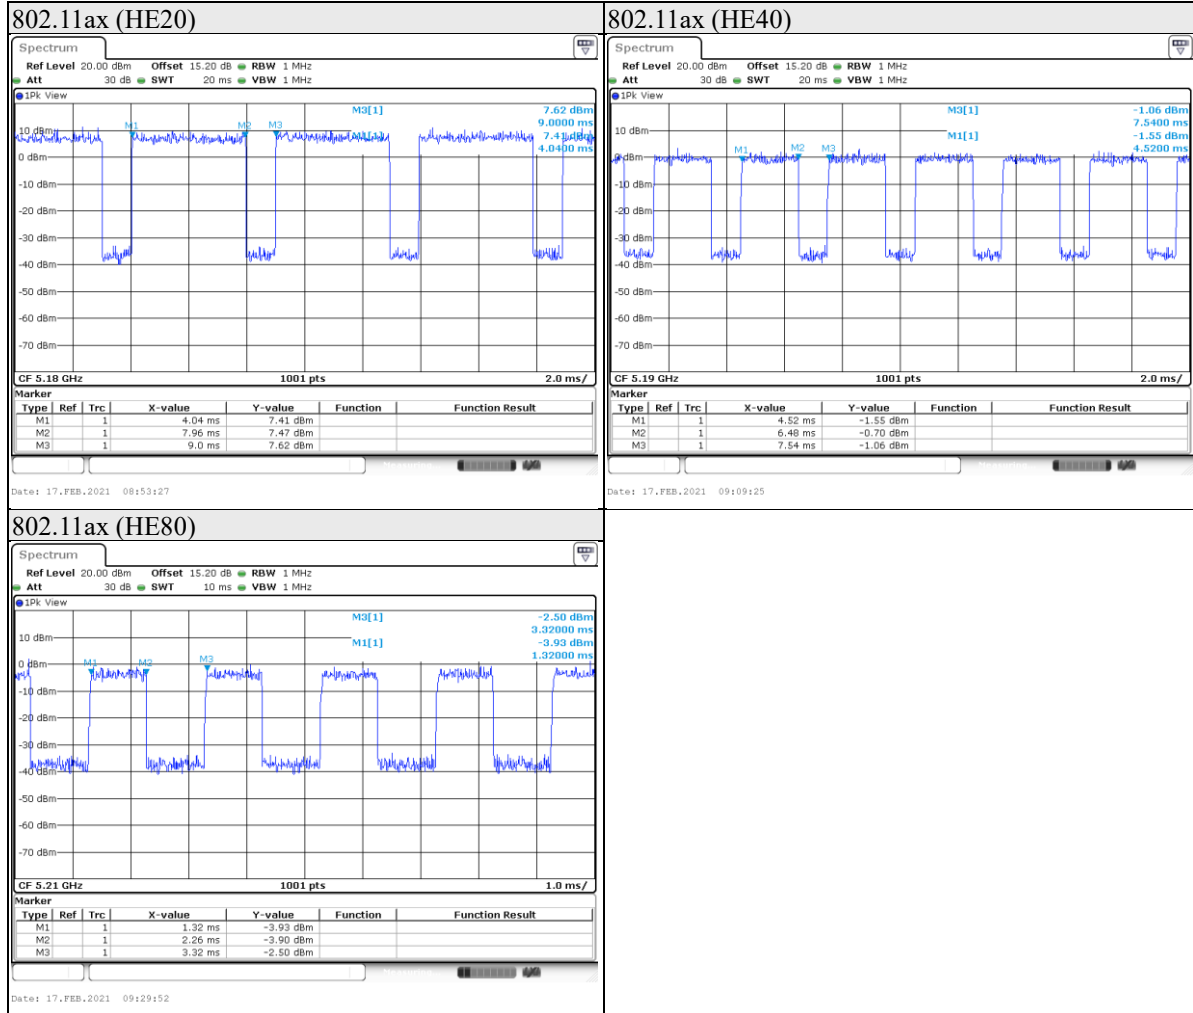 802.11ax (HE20)
Spectrum
Ref Level 20.00 dBm Offset 15.20 dB RBW 1 MHz
Att 30 dB SWT 20 ms VBW 1 MHz
1Pk View
M3[1] 7.62 dBm
9.0000 ms
M1[1] 7.41 dBm
4.0400 ms
M1 M2 M3
10 dBm
0 dBm
-10 dBm
-20 dBm
-30 dBm
-40 dBm
-50 dBm
-60 dBm
-70 dBm
CF 5.18 GHz 1001 pts 2.0 ms/
Marker
Type Ref Trc X-value Y-value Function Function Result
M1 1 4.04 ms 7.41 dBm
M2 1 7.96 ms 7.47 dBm
M3 1 9.0 ms 7.62 dBm
Date: 17.FEB.2021 08:53:27
802.11ax (HE40)
Spectrum
Ref Level 20.00 dBm Offset 15.20 dB RBW 1 MHz
Att 30 dB SWT 20 ms VBW 1 MHz
1Pk View
M3[1] -1.06 dBm
7.5400 ms
M1[1] -1.55 dBm
4.5200 ms
M1 M2 M3
10 dBm
0 dBm
-10 dBm
-20 dBm
-30 dBm
-40 dBm
-50 dBm
-60 dBm
-70 dBm
CF 5.19 GHz 1001 pts 2.0 ms/
Marker
Type Ref Trc X-value Y-value Function Function Result
M1 1 4.52 ms -1.55 dBm
M2 1 6.48 ms -0.70 dBm
M3 1 7.54 ms -1.06 dBm
Date: 17.FEB.2021 09:09:25
802.11ax (HE80)
Spectrum
Ref Level 20.00 dBm Offset 15.20 dB RBW 1 MHz
Att 30 dB SWT 10 ms VBW 1 MHz
1Pk View
M3[1] -2.50 dBm
3.32000 ms
M1[1] -3.93 dBm
1.32000 ms
M1 M2 M3
10 dBm
0 dBm
-10 dBm
-20 dBm
-30 dBm
-40 dBm
-50 dBm
-60 dBm
-70 dBm
CF 5.21 GHz 1001 pts 1.0 ms/
Marker
Type Ref Trc X-value Y-value Function Function Result
M1 1 1.32 ms -3.93 dBm
M2 1 2.26 ms -3.90 dBm
M3 1 3.32 ms -2.50 dBm
Date: 17.FEB.2021 09:29:52